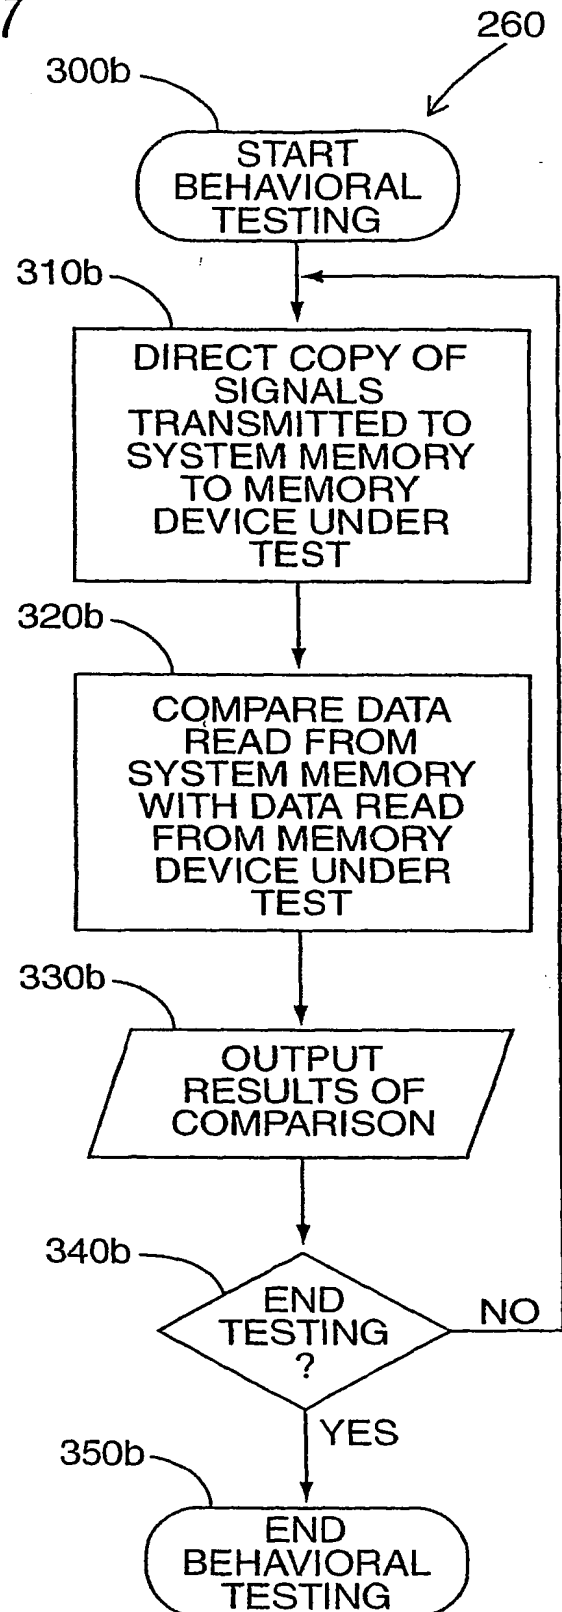 7
260
300b
START
BEHAVIORAL
TESTING
310b
DIRECT COPY OF
SIGNALS
TRANSMITTED TO
SYSTEM MEMORY
TO MEMORY
DEVICE UNDER
TEST
320b
COMPARE DATA
READ FROM
SYSTEM MEMORY
WITH DATA READ
FROM MEMORY
DEVICE UNDER
TEST
330b
OUTPUT
RESULTS OF
COMPARISON
340b
END
TESTING
?
NO
YES
350b
END
BEHAVIORAL
TESTING